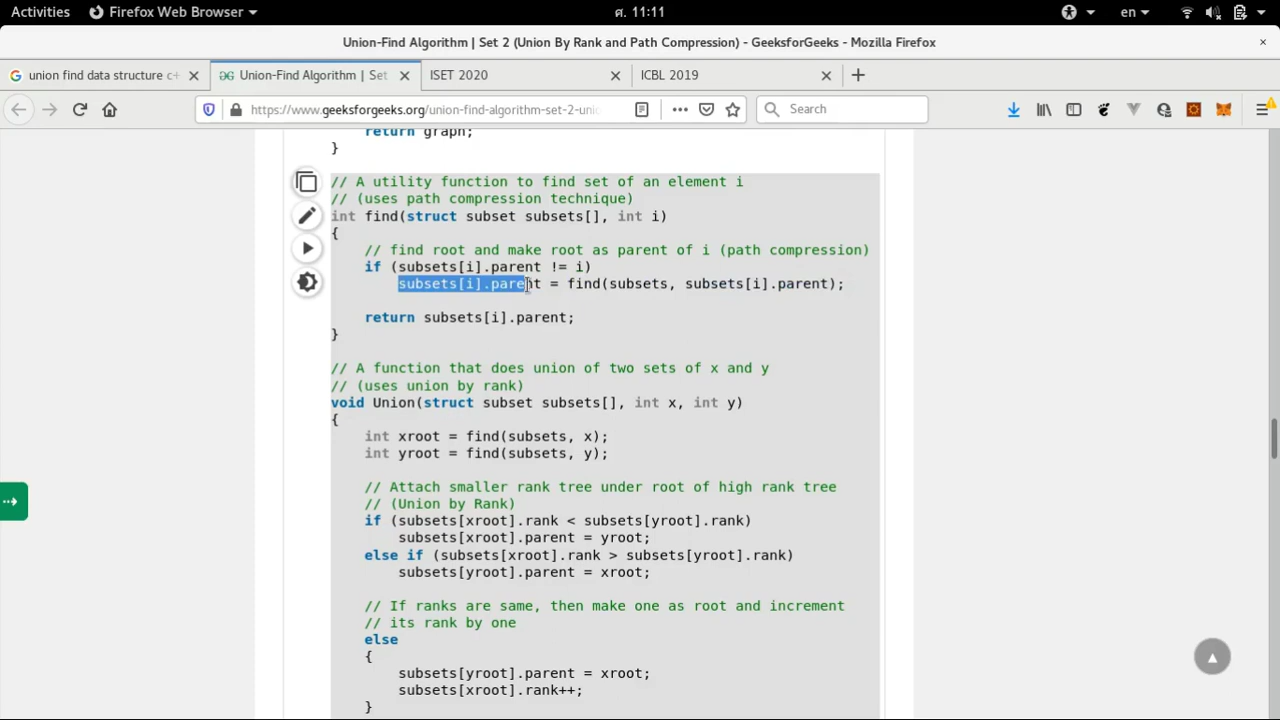 Activities
Firefox Web Browser
ศ. 11:11
en
Union-Find Algorithm | Set 2 (Union By Rank and Path Compression) - GeeksforGeeks - Mozilla Firefox
union find data structure c+
Union-Find Algorithm | Set
ISET 2020
ICBL 2019
https://www.geeksforgeeks.org/union-find-algorithm-set-2-unio
Search
return graph;
}
// A utility function to find set of an element i
// (uses path compression technique)
int find(struct subset subsets[], int i)
{
// find root and make root as parent of i (path compression)
if (subsets[i].parent != i)
subsets[i].parent = find(subsets, subsets[i].parent);
return subsets[i].parent;
}
// A function that does union of two sets of x and y
// (uses union by rank)
void Union(struct subset subsets[], int x, int y)
{
int xroot = find(subsets, x);
int yroot = find(subsets, y);
// Attach smaller rank tree under root of high rank tree
// (Union by Rank)
if (subsets[xroot].rank < subsets[yroot].rank)
subsets[xroot].parent = yroot;
else if (subsets[xroot].rank > subsets[yroot].rank)
subsets[yroot].parent = xroot;
// If ranks are same, then make one as root and increment
// its rank by one
else
{
subsets[yroot].parent = xroot;
subsets[xroot].rank++;
}